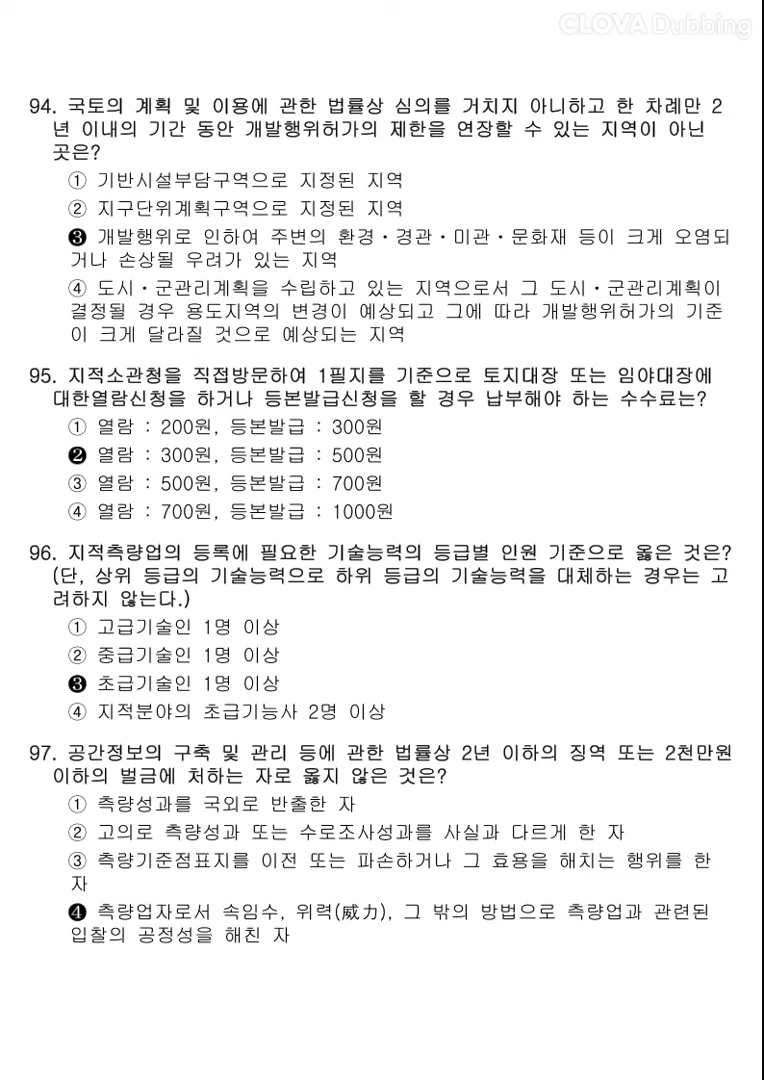 CLOVA Dubbing
94. 국토의 계획 및 이용에 관한 법률상 심의를 거치지 아니하고 한 차례만 2
년 이내의 기간 동안 개발행위허가의 제한을 연장할 수 있는 지역이 아닌
곳은?
① 기반시설부담구역으로 지정된 지역
② 지구단위계획구역으로 지정된 지역
❸ 개발행위로 인하여 주변의 환경·경관·미관·문화재 등이 크게 오염되
거나 손상될 우려가 있는 지역
④ 도시·군관리계획을 수립하고 있는 지역으로서 그 도시·군관리계획이
결정될 경우 용도지역의 변경이 예상되고 그에 따라 개발행위허가의 기준
이 크게 달라질 것으로 예상되는 지역
95. 지적소관청을 직접방문하여 1필지를 기준으로 토지대장 또는 임야대장에
대한열람신청을 하거나 등본발급신청을 할 경우 납부해야 하는 수수료는?
① 열람 : 200원, 등본발급 : 300원
❷ 열람 : 300원, 등본발급 : 500원
③ 열람 : 500원, 등본발급 : 700원
④ 열람 : 700원, 등본발급 : 1000원
96. 지적측량업의 등록에 필요한 기술능력의 등급별 인원 기준으로 옳은 것은?
(단, 상위 등급의 기술능력으로 하위 등급의 기술능력을 대체하는 경우는 고
려하지 않는다.)
① 고급기술인 1명 이상
② 중급기술인 1명 이상
❸ 초급기술인 1명 이상
④ 지적분야의 초급기능사 2명 이상
97. 공간정보의 구축 및 관리 등에 관한 법률상 2년 이하의 징역 또는 2천만원
이하의 벌금에 처하는 자로 옳지 않은 것은?
① 측량성과를 국외로 반출한 자
② 고의로 측량성과 또는 수로조사성과를 사실과 다르게 한 자
③ 측량기준점표지를 이전 또는 파손하거나 그 효용을 해치는 행위를 한
자
❹ 측량업자로서 속임수, 위력(威力), 그 밖의 방법으로 측량업과 관련된
입찰의 공정성을 해친 자